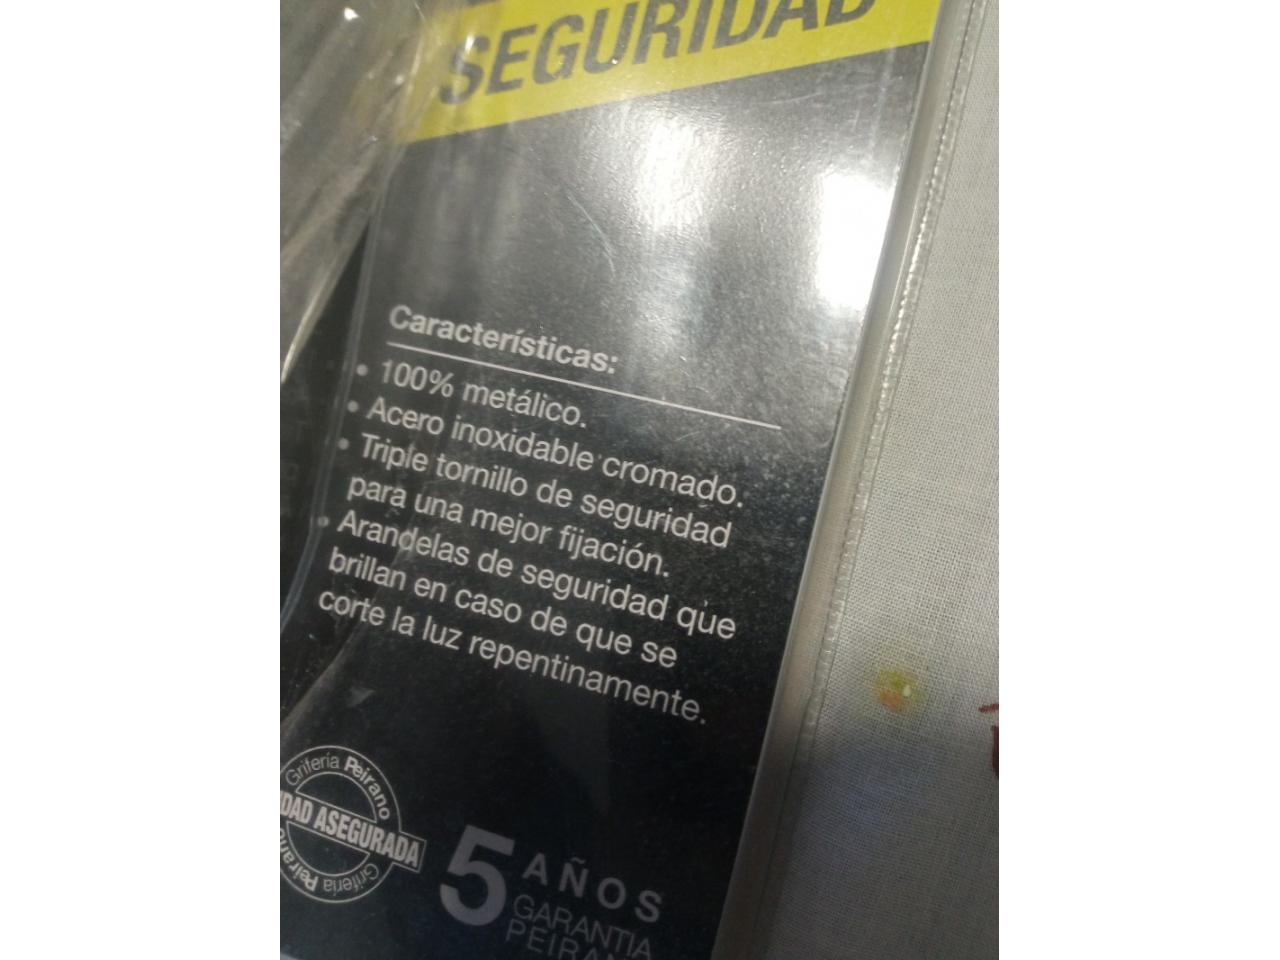 SEGURIDAD
Características:
• 100% metálico.
• Acero inoxidable cromado.
• Triple tornillo de seguridad
para una mejor fijación.
• Arandelas de seguridad que
brillan en caso de que se
corte la luz repentinamente.
Grifería Peirano
DAD ASEGURADA
Grifería Peirano
5 AÑOS
GARANTIA
PEIRAN